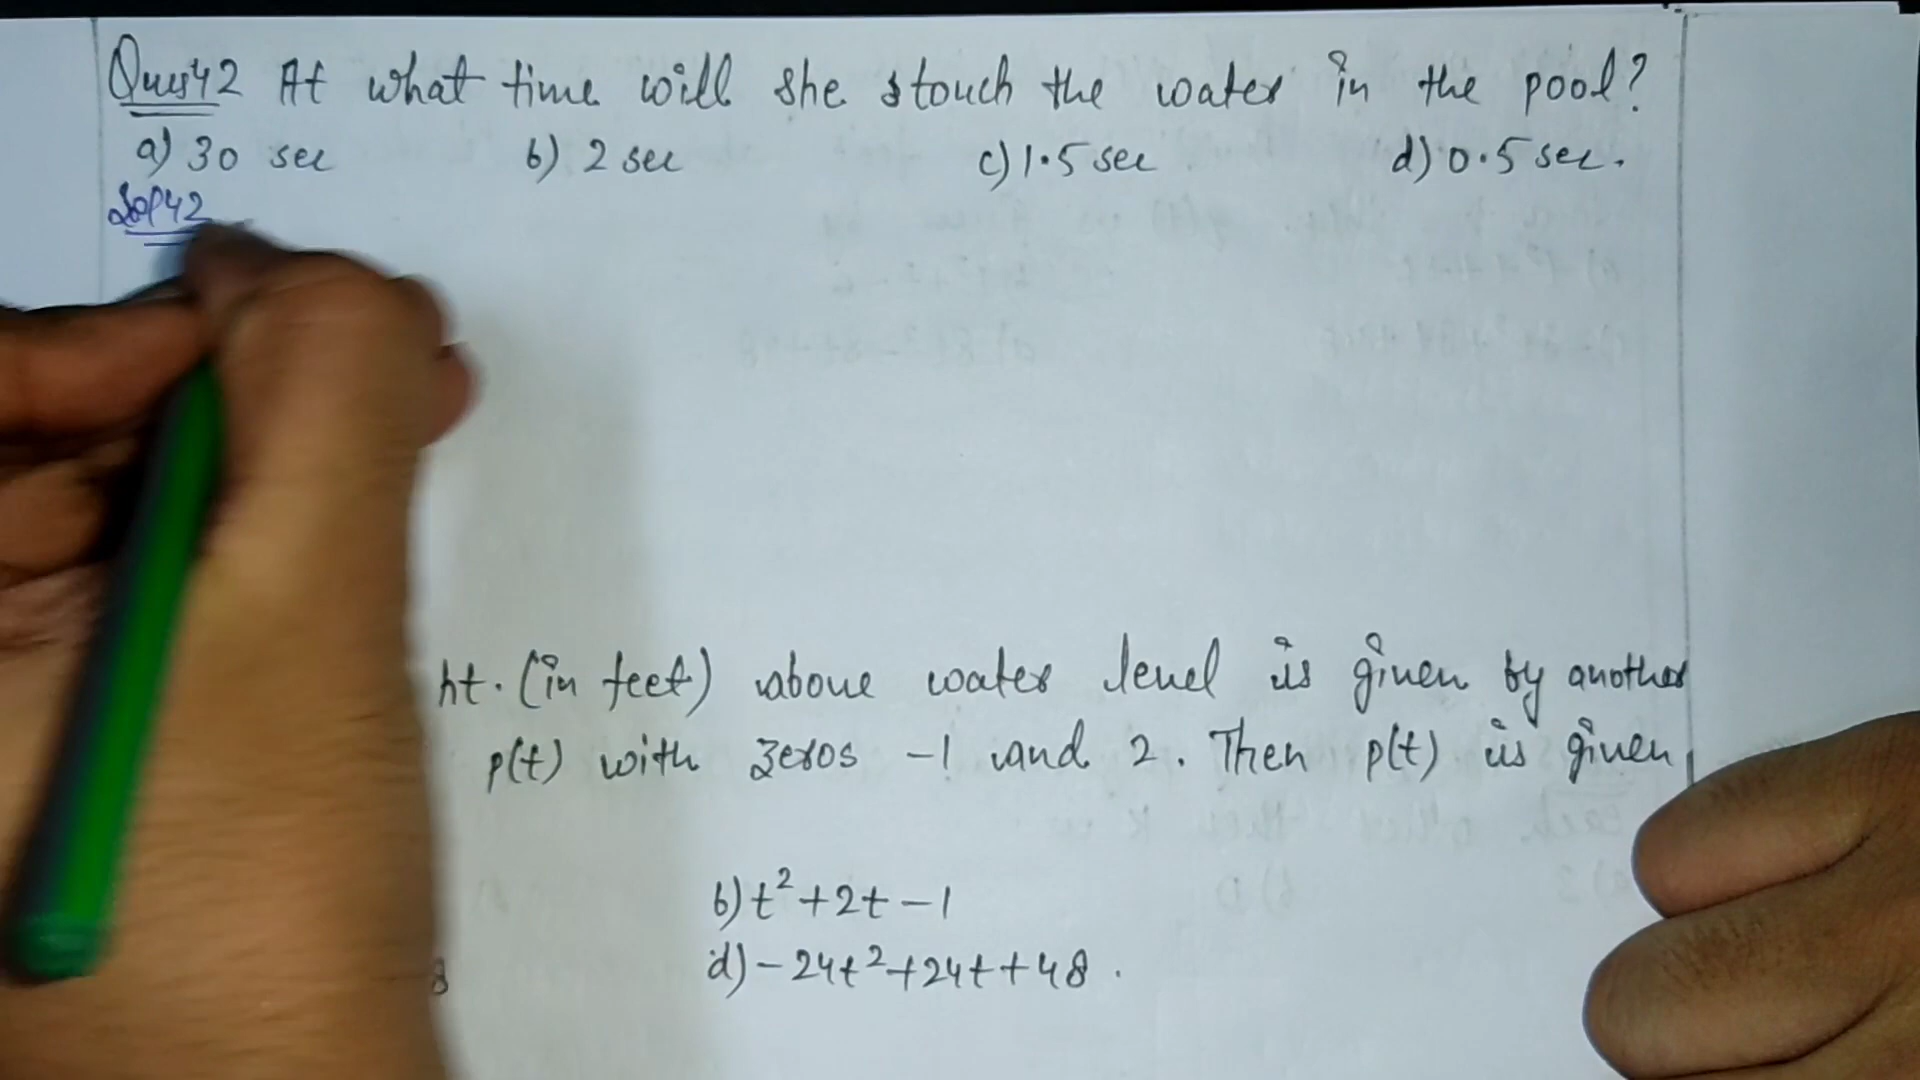 Ques42 At what time will she touch the water in the pool?
a) 30 sec b) 2 sec c) 1.5 sec d) 0.5 sec.
Sol42
ht. (in feet) above water level is given by another
p(t) with zeros -1 and 2. Then p(t) is given
b) t²+2t-1
8 d) -24t²+24t+48.